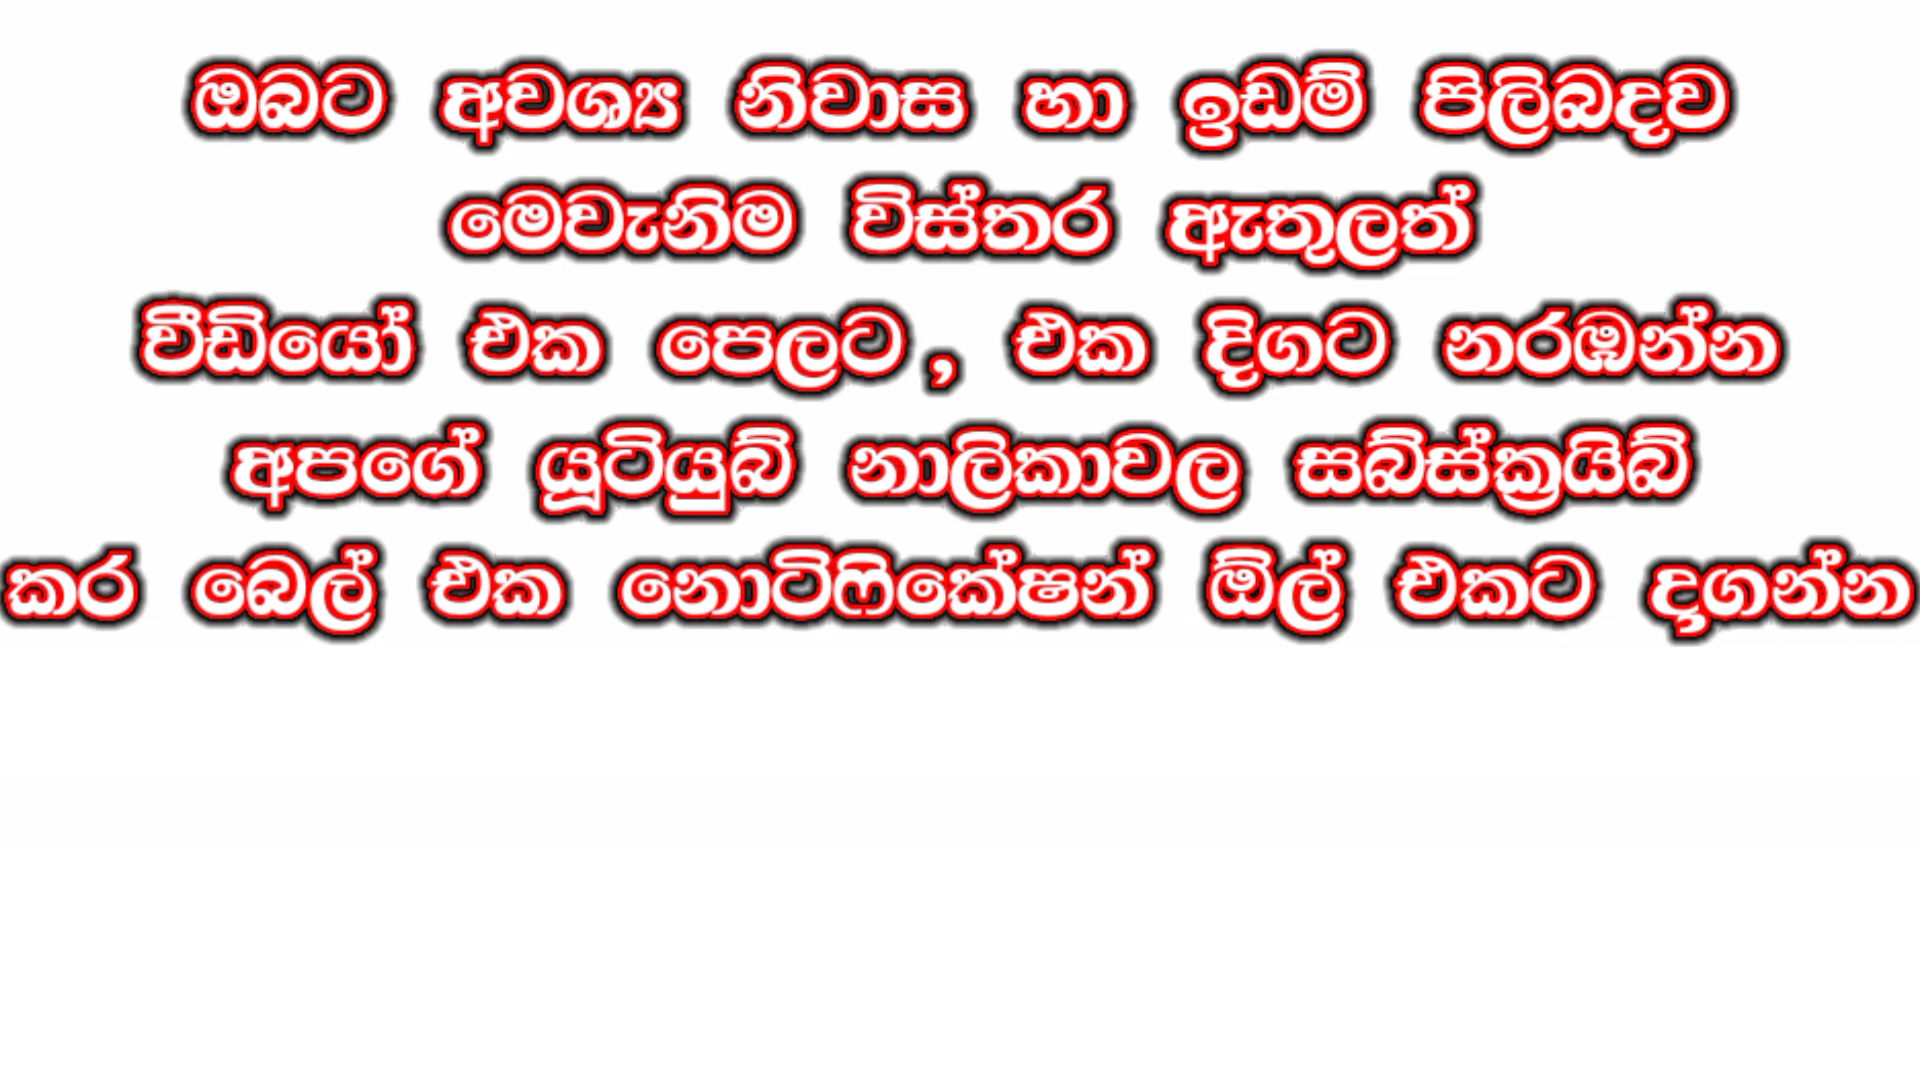 ඔබට අවශ්‍ය නිවාස හා ඉඩම් පිලිබදව
මෙවැනිම විස්තර ඇතුලත්
වීඩියෝ එක පෙලට, එක දිගට නරඹන්න
අපගේ යූටියුබ් නාලිකාවල සබ්ස්ක්‍රයිබ්
කර බෙල් එක නොටිෆිකේෂන් ඕල් එකට දාගන්න